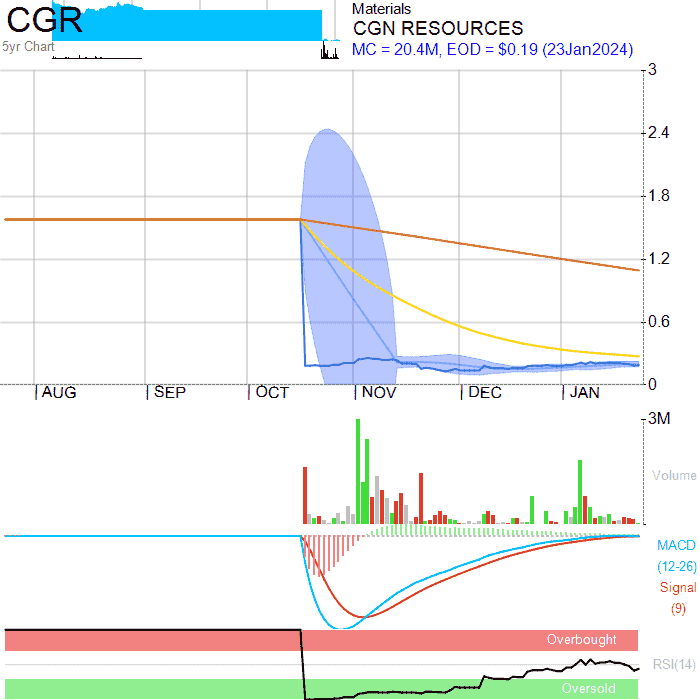 CGR
Materials
CGN RESOURCES
5yr Chart
MC = 20.4M, EOD = $0.19 (23Jan2024)
3
2.4
1.8
1.2
0.6
0
AUG
SEP
OCT
NOV
DEC
JAN
3M
Volume
MACD
(12-26)
Signal
(9)
Overbought
RSI(14)
Oversold